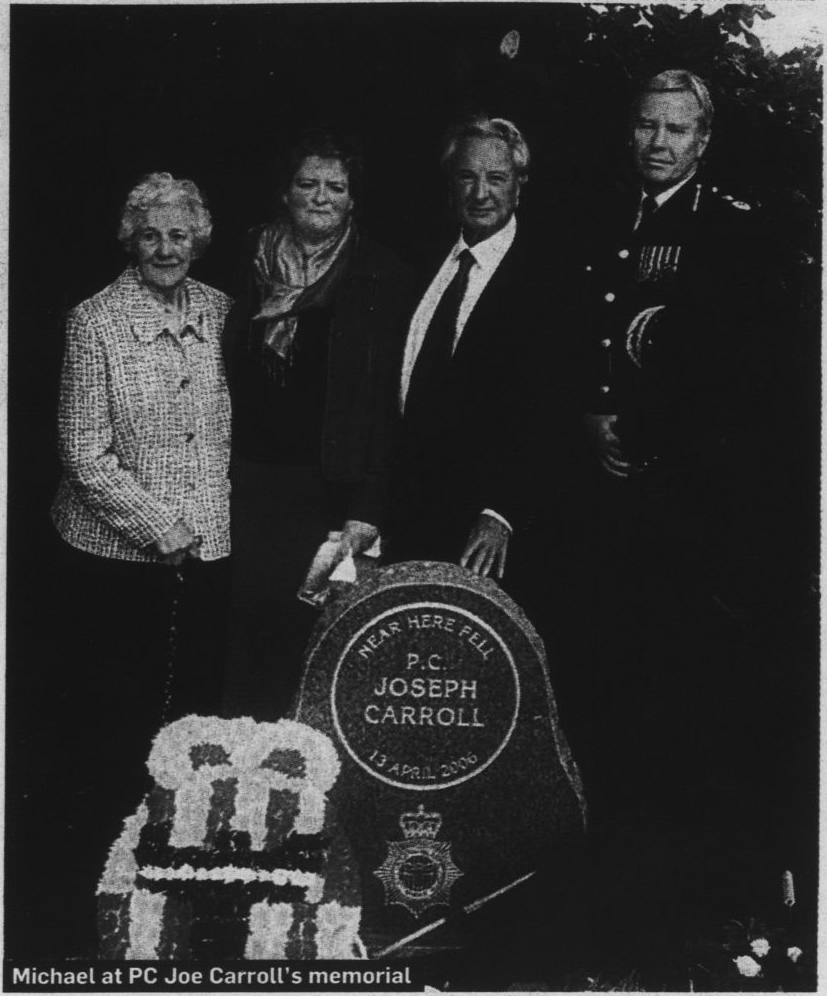 NEAR HERE FELL
P.C.
JOSEPH
CARROLL
13 APRIL 2006
Michael at PC Joe Carroll's memorial